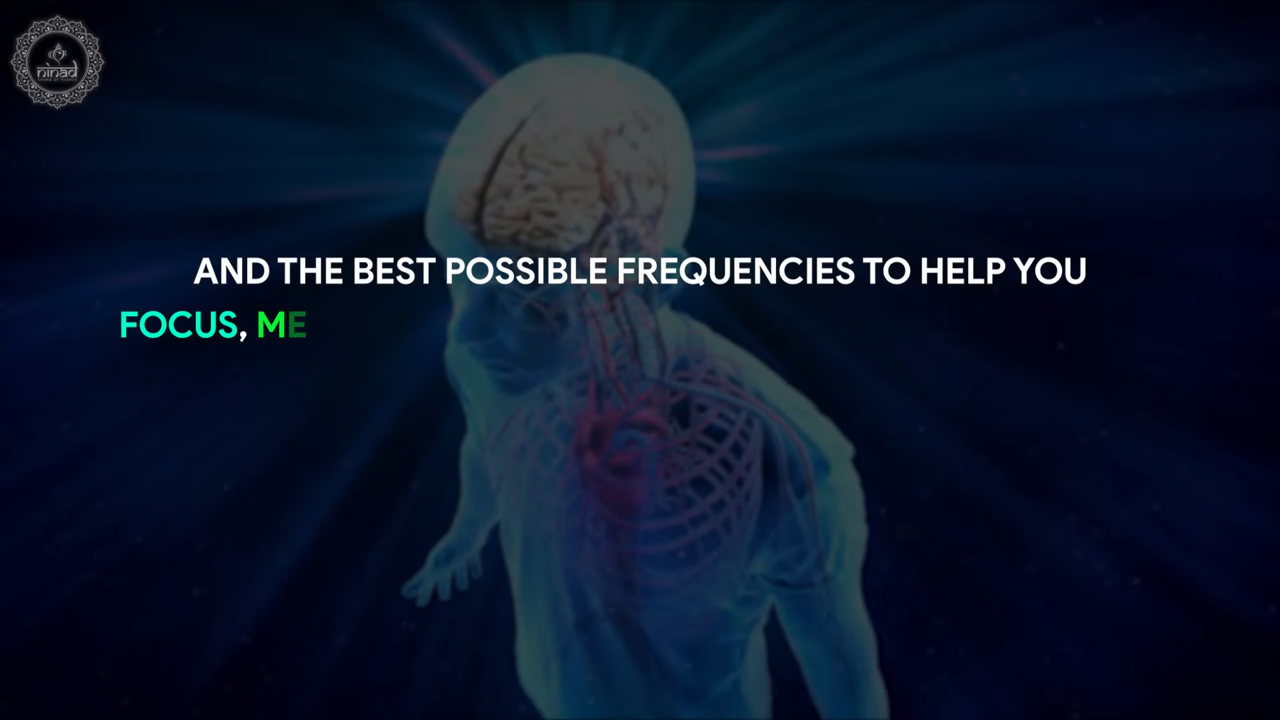 ninad
AND THE BEST POSSIBLE FREQUENCIES TO HELP YOU
FOCUS, ME